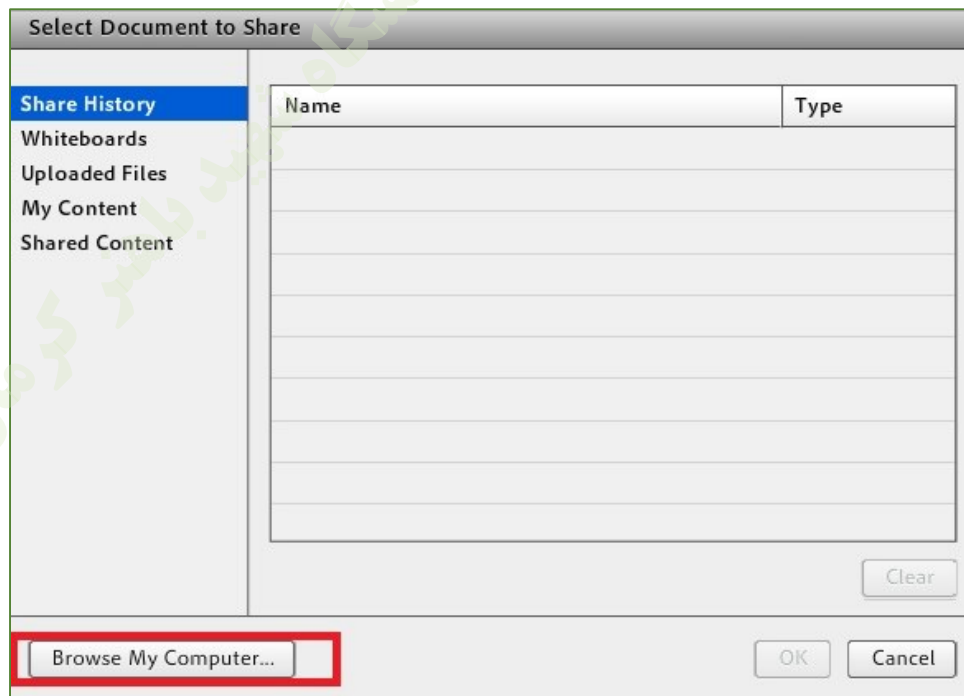 Select Document to Share
Share History
Whiteboards
Uploaded Files
My Content
Shared Content
Name Type
Clear
Browse My Computer... OK Cancel
باهنر